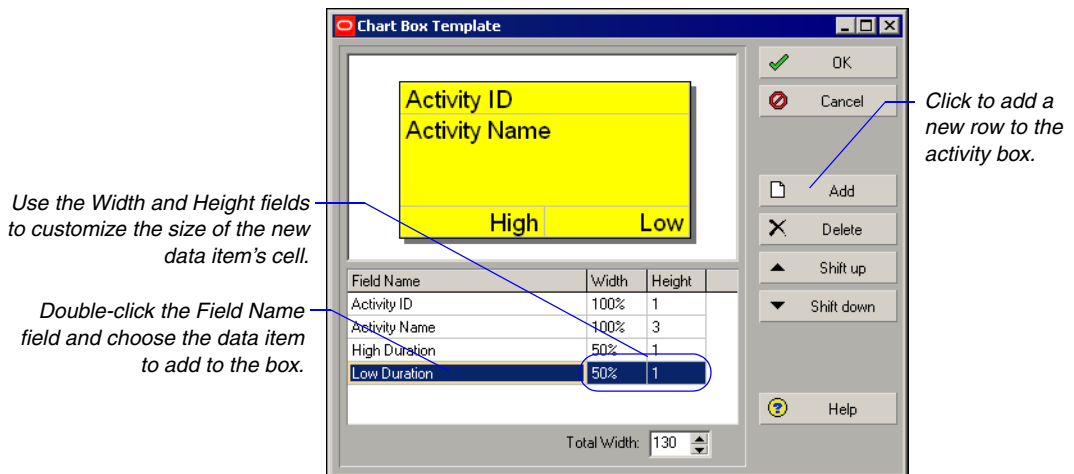 Chart Box Template
Activity ID
Activity Name
High Low
OK
Cancel
Add
Delete
Shift up
Shift down
Help
Field Name Width Height
Activity ID 100% 1
Activity Name 100% 3
High Duration 50% 1
Low Duration 50% 1
Total Width: 130
Click to add a
new row to the
activity box.
Use the Width and Height fields
to customize the size of the new
data item's cell.
Double-click the Field Name
field and choose the data item
to add to the box.